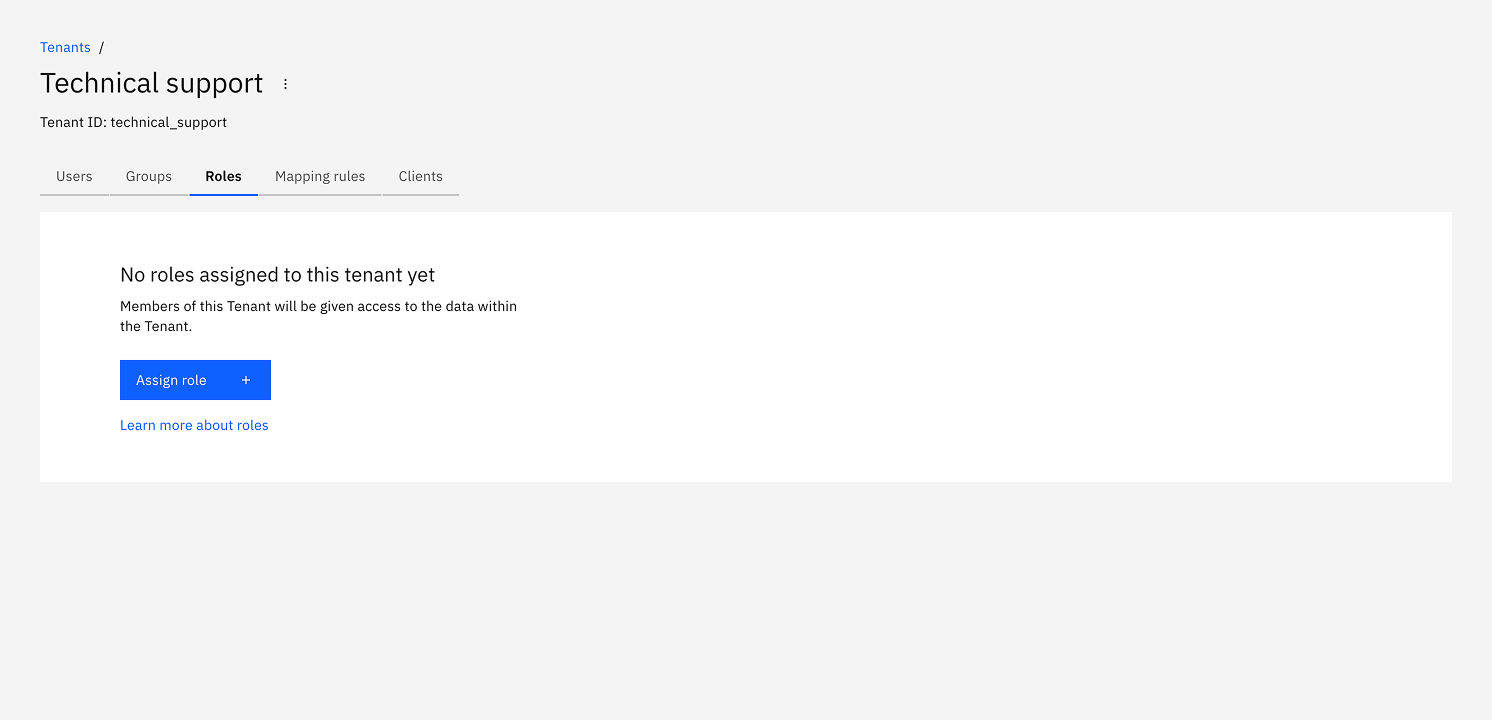 Tenants /
Technical support
Tenant ID: technical_support
Users Groups Roles Mapping rules Clients
No roles assigned to this tenant yet
Members of this Tenant will be given access to the data within
the Tenant.
Assign role +
Learn more about roles